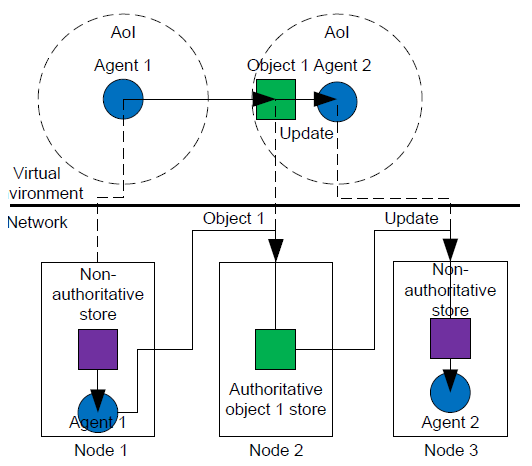 AoI
AoI
Agent 1
Object 1
Agent 2
Update
Virtual
vironment
Network
Object 1
Update
Non-
authoritative
store
Non-
authoritative
store
Authoritative
object 1 store
Agent 1
Agent 2
Node 1
Node 2
Node 3